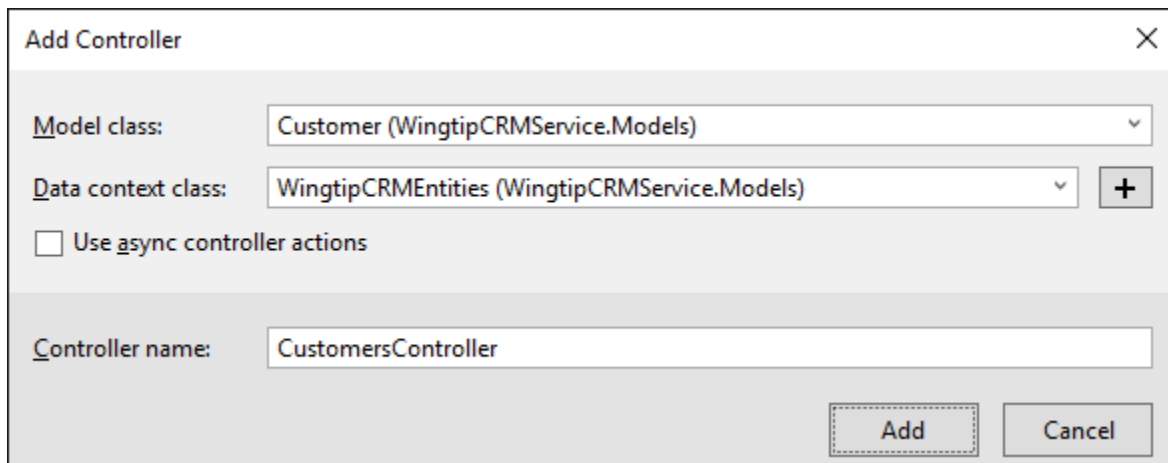 Add Controller
Model class: Customer (WingtipCRMService.Models)
Data context class: WingtipCRMEntities (WingtipCRMService.Models) +
Use async controller actions
Controller name: CustomersController
Add Cancel